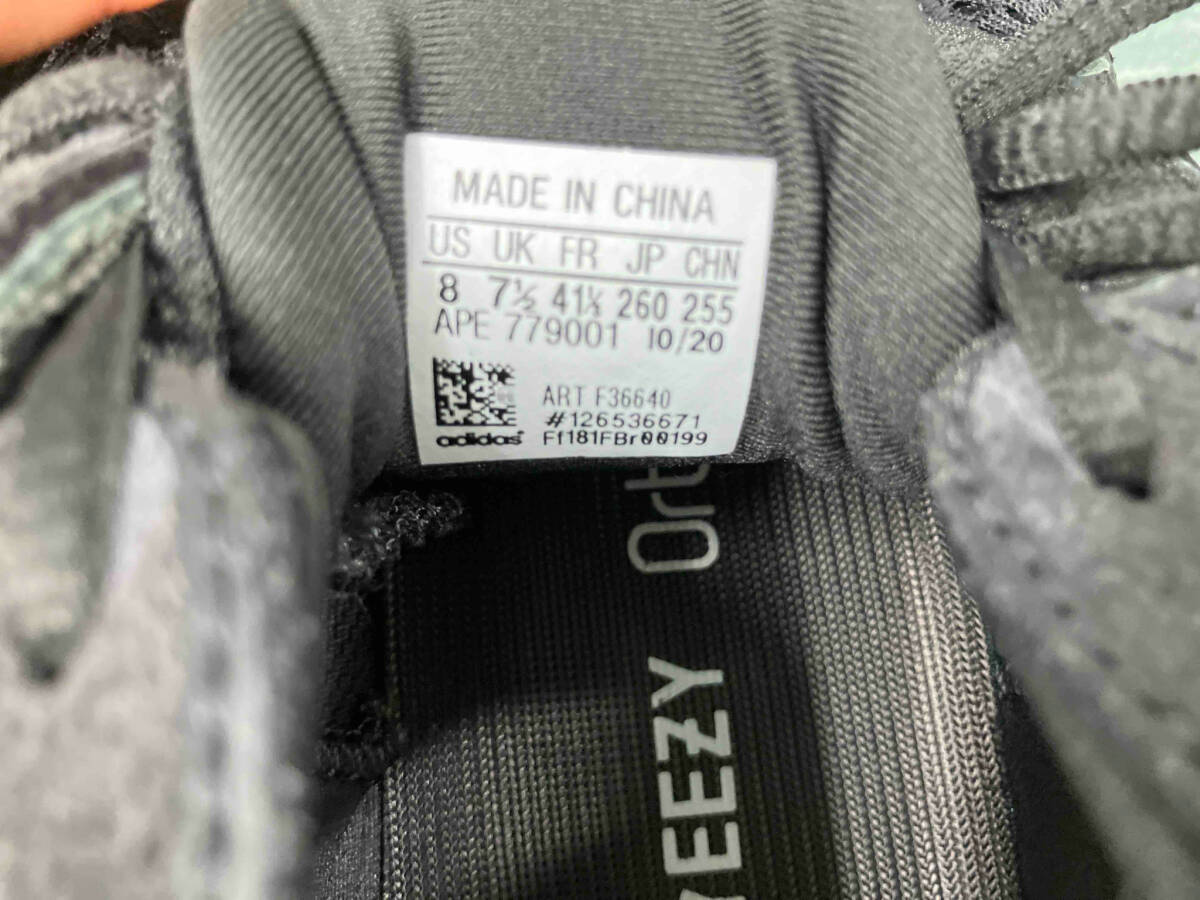 MADE IN CHINA
US UK FR JP CHN
8 7½ 41⅓ 260 255
APE 779001 10/20
ART F36640
#126536671
adidas Ff181FBr00199
Ort
EEZY